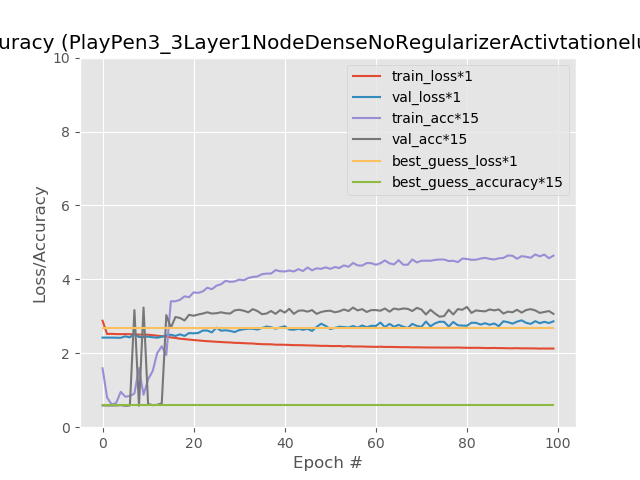 uracy (PlayPen3_3Layer1NodeDenseNoRegularizerActivtationelu
10
8
6
4
2
0
Loss/Accuracy
train_loss*1
val_loss*1
train_acc*15
val_acc*15
best_guess_loss*1
best_guess_accuracy*15
0 20 40 60 80 100
Epoch #